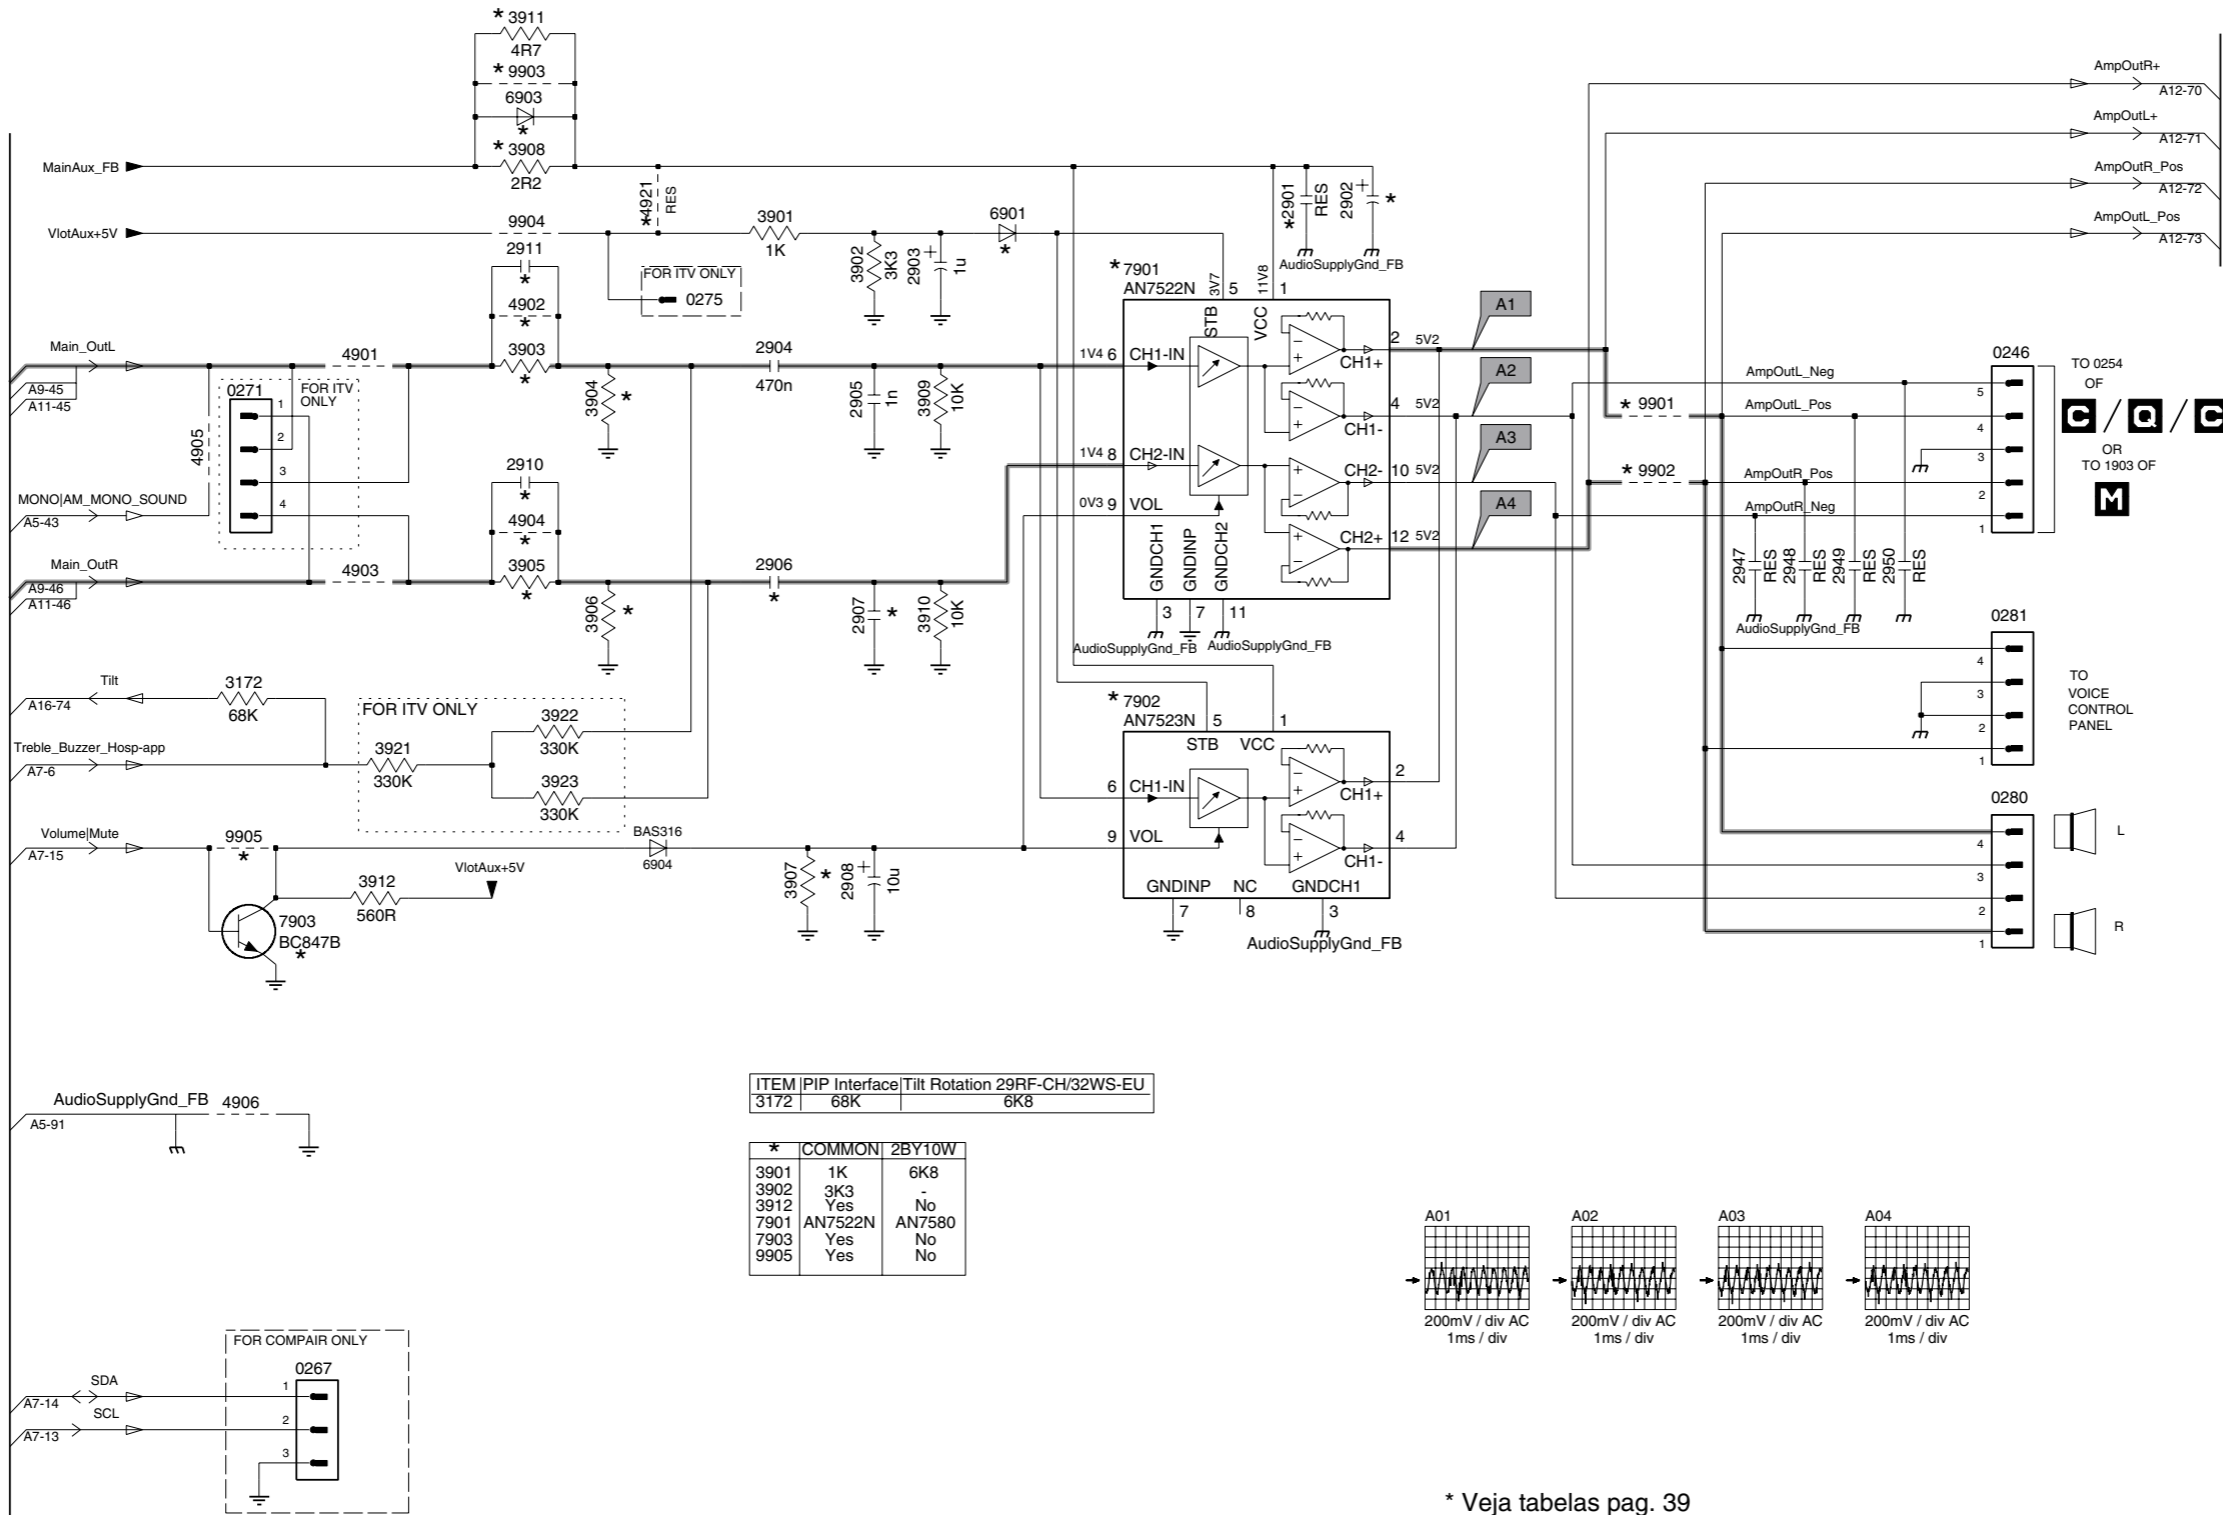 * 3911
4R7
* 9903
6903
*
* 3908
2R2
MainAux_FB
VlotAux+5V
9904
2911
*
4902
*
3903
*
*4921
RES
3901
1K
3902
3K3
2903
+
1u
6901
*
FOR ITV ONLY
0275
*2901
RES
2902
+
*
AudioSupplyGnd_FB
AmpOutR+
A12-70
AmpOutL+
A12-71
AmpOutR_Pos
A12-72
AmpOutL_Pos
A12-73
* 7901
AN7522N
3V7
5
11V8
1
STB
VCC
1V4 6 CH1-IN
1V4 8 CH2-IN
0V3 9 VOL
CH1+
2 5V2
CH1-
4 5V2
CH2-
10 5V2
CH2+
12 5V2
GNDCH1
GNDINP
GNDCH2
3
7
11
AudioSupplyGnd_FB
AudioSupplyGnd_FB
A1
A2
A3
A4
Main_OutL
A9-45
A11-45
4901
0271
FOR ITV
ONLY
1
2
3
4
4905
MONO|AM_MONO_SOUND
A5-43
Main_OutR
A9-46
A11-46
4903
2910
*
4904
*
3905
*
3904
*
3906
*
2904
470n
2905
1n
3909
10K
2906
*
2907
*
3910
10K
AmpOutL_Neg
AmpOutL_Pos
AmpOutR_Pos
AmpOutR_Neg
* 9901
* 9902
2947
RES
2948
RES
2949
RES
2950
RES
AudioSupplyGnd_FB
0246
5
4
3
2
1
TO 0254
OF
C / Q / C
OR
TO 1903 OF
M
0281
4
3
2
1
TO
VOICE
CONTROL
PANEL
0280
4
3
2
1
L
R
Tilt
A16-74
3172
68K
Treble_Buzzer_Hosp-app
A7-6
FOR ITV ONLY
3921
330K
3922
330K
3923
330K
Volume|Mute
A7-15
9905
*
7903
BC847B
*
3912
560R
VlotAux+5V
BAS316
6904
3907
*
2908
+
10u
* 7902
AN7523N
5
1
STB
VCC
6 CH1-IN
9 VOL
CH1+
2
CH1-
4
GNDINP
NC
GNDCH1
7
8
3
AudioSupplyGnd_FB
AudioSupplyGnd_FB
4906
A5-91
ITEM PIP Interface Tilt Rotation 29RF-CH/32WS-EU
3172 68K 6K8
* COMMON 2BY10W
3901 1K 6K8
3902 3K3 -
3912 Yes No
7901 AN7522N AN7580
7903 Yes No
9905 Yes No
A01
200mV / div AC
1ms / div
A02
200mV / div AC
1ms / div
A03
200mV / div AC
1ms / div
A04
200mV / div AC
1ms / div
FOR COMPAIR ONLY
0267
1
2
3
SDA
A7-14
SCL
A7-13
* Veja tabelas pag. 39